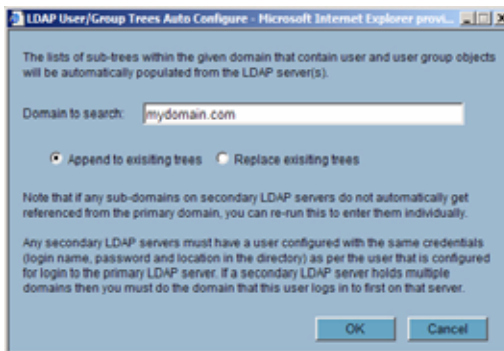 LDAP User/Group Trees Auto Configure - Microsoft Internet Explorer provi...
The lists of sub-trees within the given domain that contain user and user group objects
will be automatically populated from the LDAP server(s).
Domain to search: mydomain.com
Append to exisiting trees Replace exisiting trees
Note that if any sub-domains on secondary LDAP servers do not automatically get
referenced from the primary domain, you can re-run this to enter them individually.
Any secondary LDAP servers must have a user configured with the same credentials
(login name, password and location in the directory) as per the user that is configured
for login to the primary LDAP server. If a secondary LDAP server holds multiple
domains then you must do the domain that this user logs in to first on that server.
OK Cancel